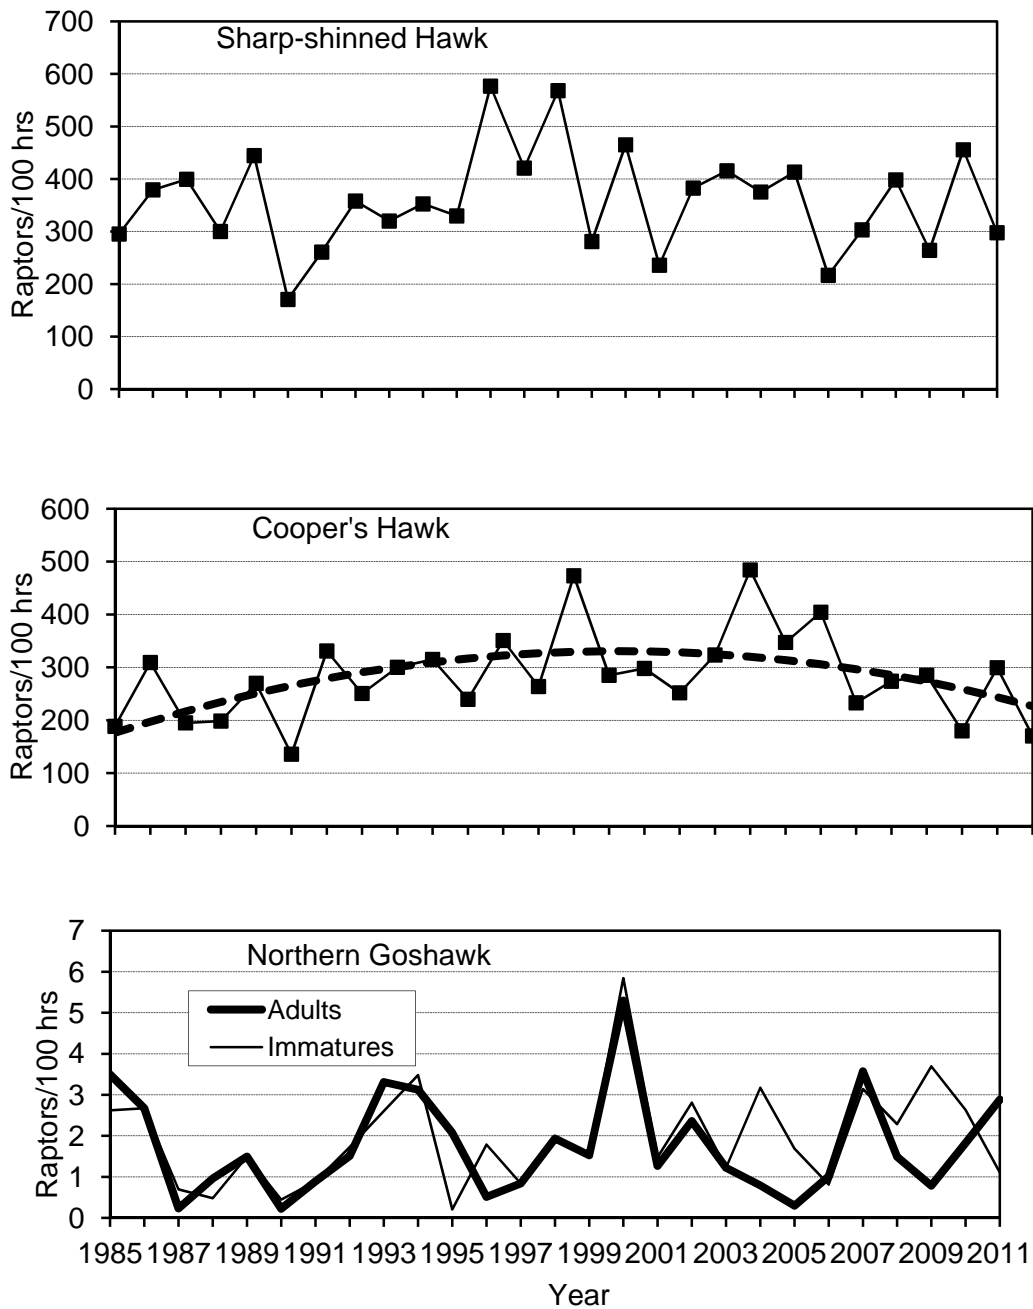 Sharp-shinned Hawk
Raptors/100 hrs
700
600
500
400
300
200
100
0
Cooper's Hawk
Raptors/100 hrs
600
500
400
300
200
100
0
Northern Goshawk
Adults
Immatures
Raptors/100 hrs
7
6
5
4
3
2
1
0
1985 1987 1989 1991 1993 1995 1997 1999 2001 2003 2005 2007 2009 2011
Year